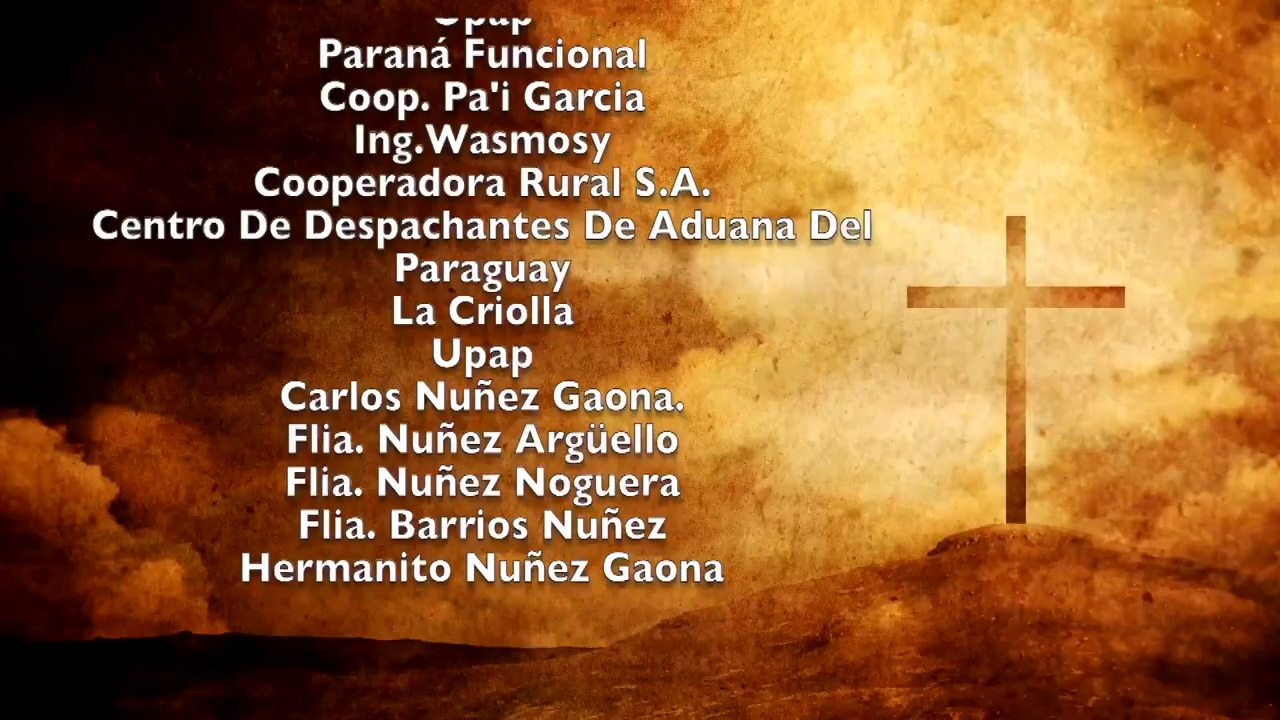 Upap
Paraná Funcional
Coop. Pa'i Garcia
Ing.Wasmosy
Cooperadora Rural S.A.
Centro De Despachantes De Aduana Del
Paraguay
La Criolla
Upap
Carlos Nuñez Gaona.
Flia. Nuñez Argüello
Flia. Nuñez Noguera
Flia. Barrios Nuñez
Hermanito Nuñez Gaona